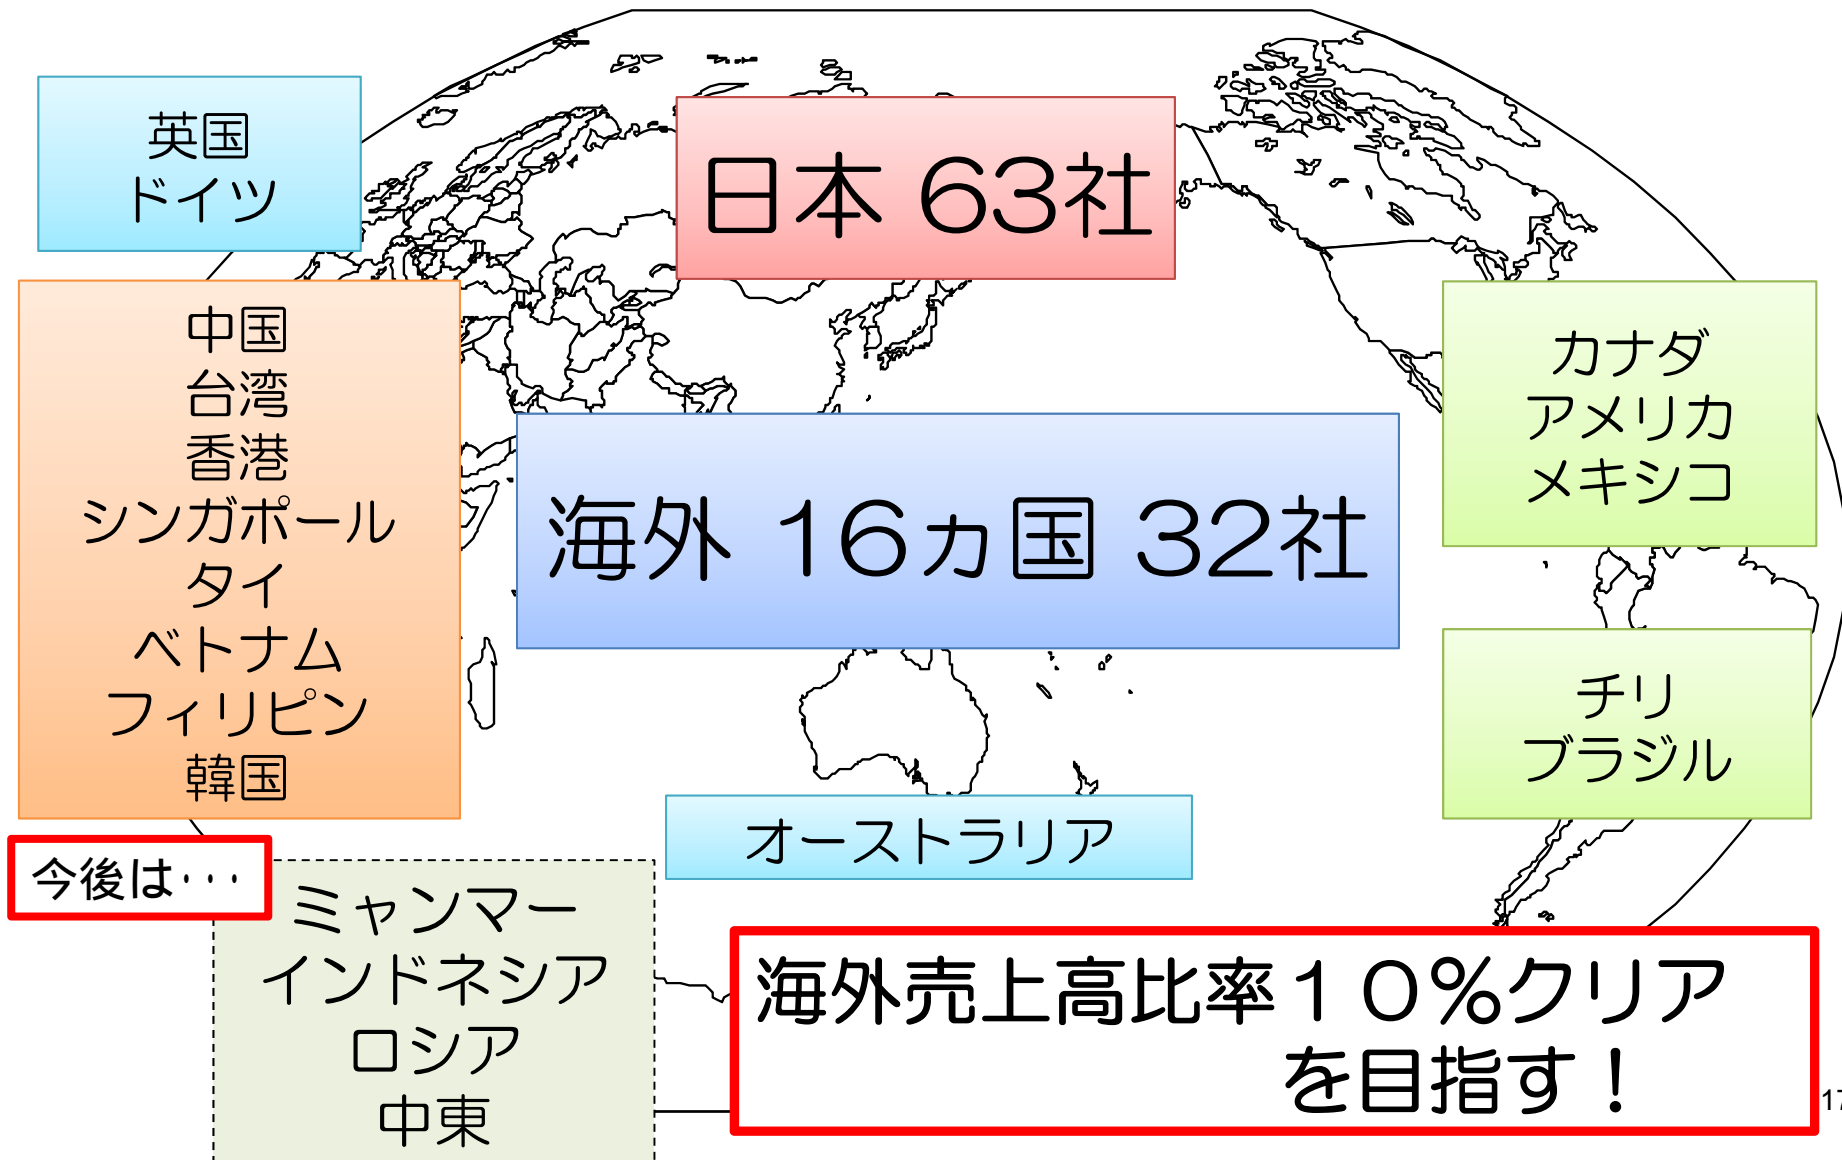 英国
ドイツ
日本 63社
中国
台湾
香港
シンガポール
タイ
ベトナム
フィリピン
韓国
海外 16ヵ国 32社
カナダ
アメリカ
メキシコ
チリ
ブラジル
オーストラリア
今後は・・・
ミャンマー
インドネシア
ロシア
中東
海外売上高比率１０％クリア
を目指す！
17